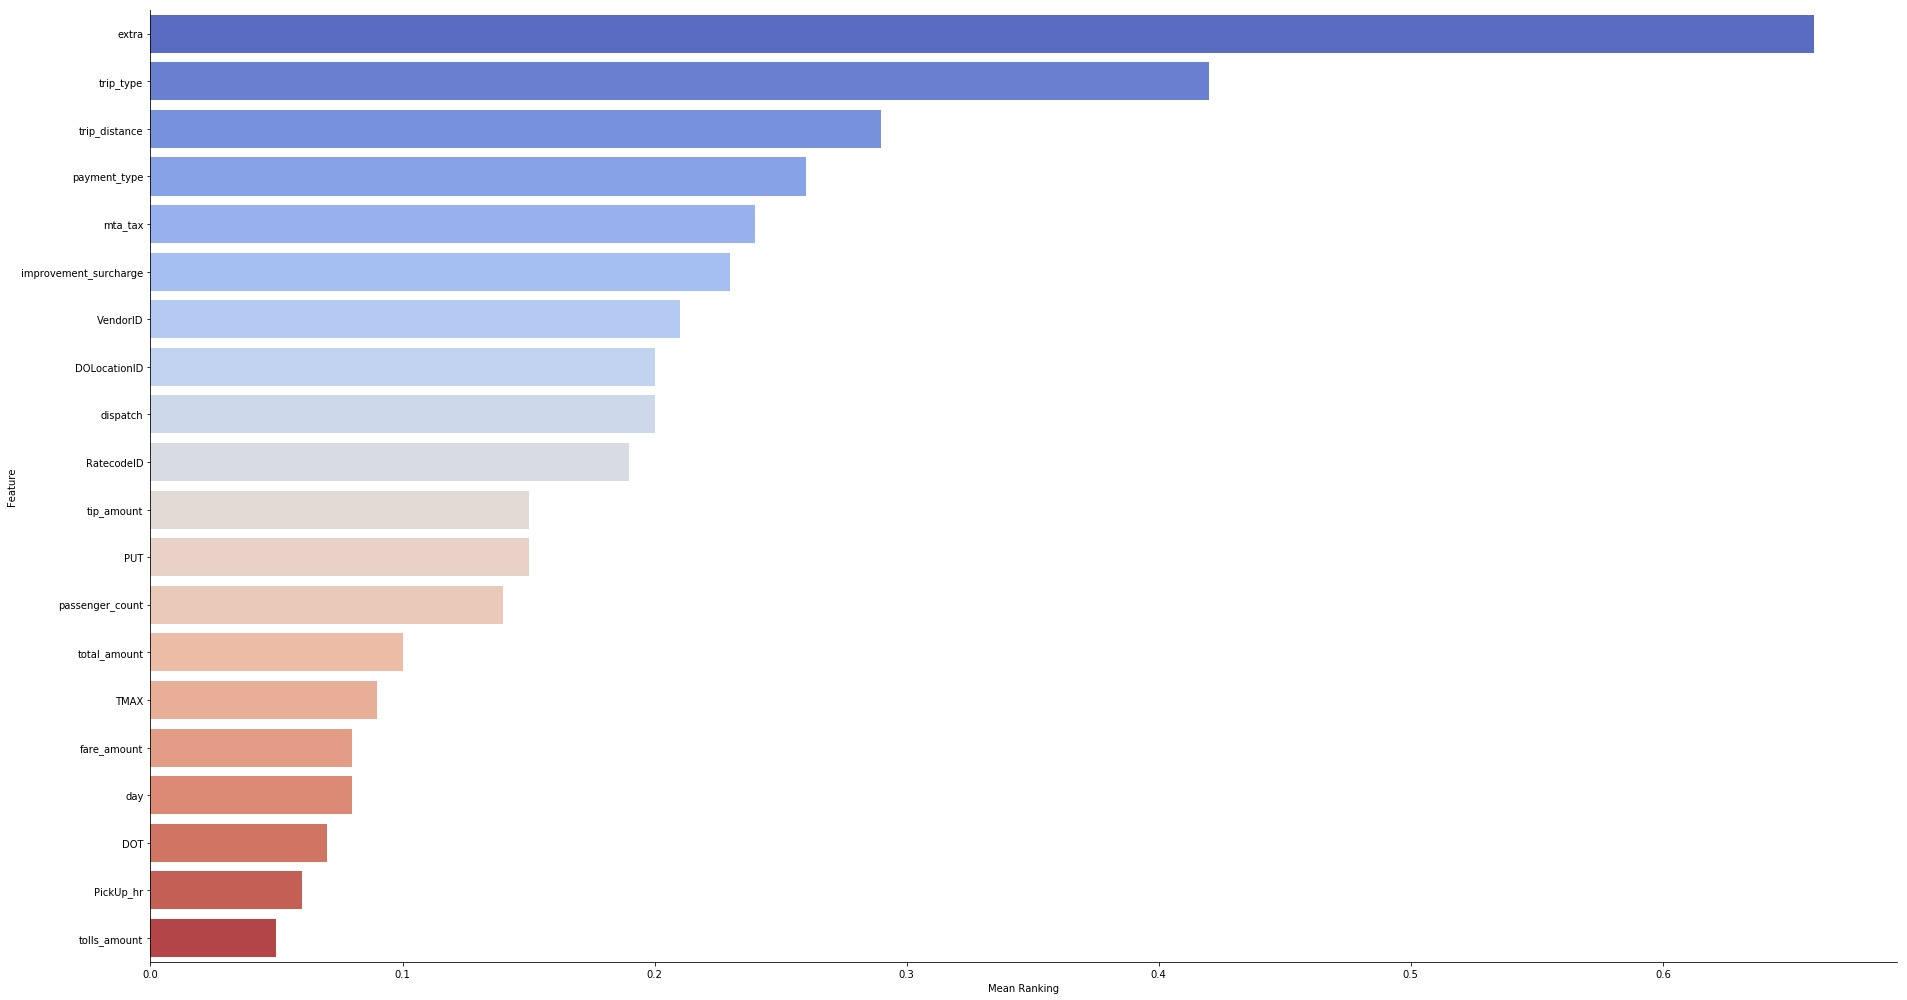 extra
trip_type
trip_distance
payment_type
mta_tax
improvement_surcharge
VendorID
DOLocationID
dispatch
RatecodeID
tip_amount
PUT
passenger_count
total_amount
TMAX
fare_amount
day
DOT
PickUp_hr
tolls_amount
Feature
0.0 0.1 0.2 0.3 0.4 0.5 0.6
Mean Ranking